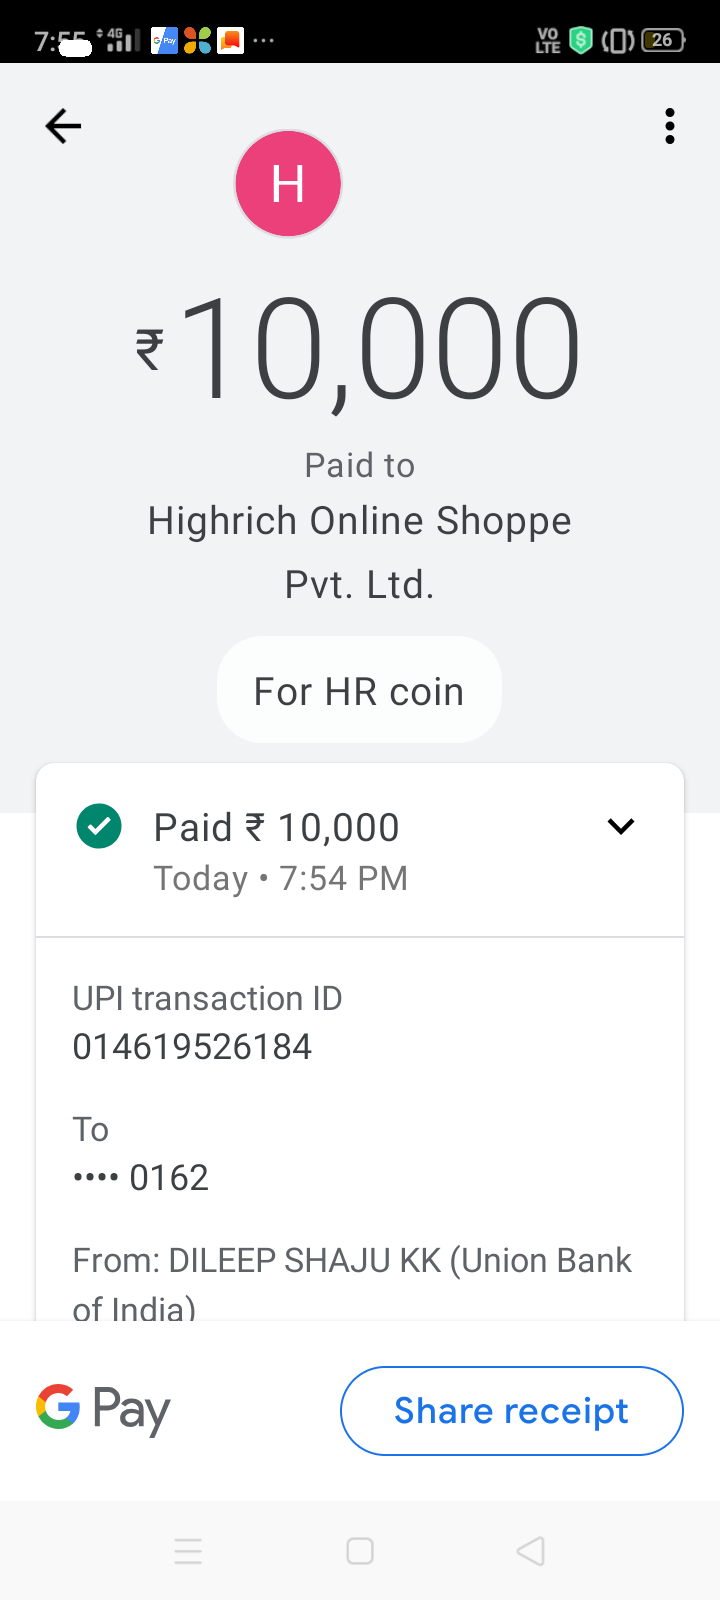 7:55 4G VO LTE 26
H
₹10,000
Paid to
Highrich Online Shoppe
Pvt. Ltd.
For HR coin
Paid ₹ 10,000
Today • 7:54 PM
UPI transaction ID
014619526184
To
•••• 0162
From: DILEEP SHAJU KK (Union Bank
of India)
G Pay Share receipt